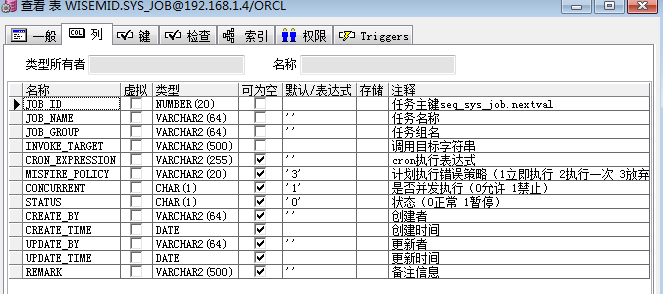 查看 表 WISEMID.SYS_JOB@192.168.1.4/ORCL
一般 COL 列 键 检查 索引 权限 Triggers
类型所有者 名称
名称 虚拟 类型 可为空 默认/表达式 存储 注释
JOB_ID NUMBER(20) 任务主键seq_sys_job.nextval
JOB_NAME VARCHAR2(64) '' 任务名称
JOB_GROUP VARCHAR2(64) '' 任务组名
INVOKE_TARGET VARCHAR2(500) 调用目标字符串
CRON_EXPRESSION VARCHAR2(255) '' cron执行表达式
MISFIRE_POLICY VARCHAR2(20) '3' 计划执行错误策略（1立即执行 2执行一次 3放弃
CONCURRENT CHAR(1) '1' 是否并发执行（0允许 1禁止）
STATUS CHAR(1) '0' 状态（0正常 1暂停）
CREATE_BY VARCHAR2(64) '' 创建者
CREATE_TIME DATE 创建时间
UPDATE_BY VARCHAR2(64) '' 更新者
UPDATE_TIME DATE 更新时间
REMARK VARCHAR2(500) '' 备注信息